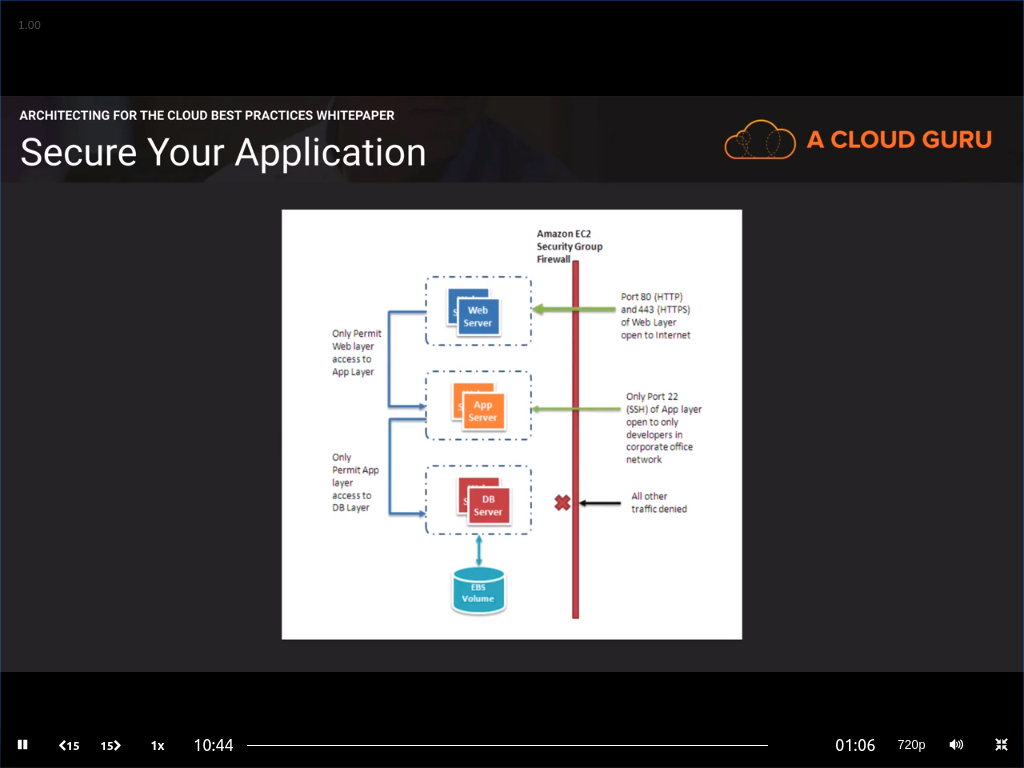 1.00
ARCHITECTING FOR THE CLOUD BEST PRACTICES WHITEPAPER
Secure Your Application
A CLOUD GURU
Amazon EC2
Security Group
Firewall
Web
Server
Port 80 (HTTP)
and 443 (HTTPS)
of Web Layer
open to Internet
Only Permit
Web layer
access to
App Layer
App
Server
Only Port 22
(SSH) of App layer
open to only
developers in
corporate office
network
Only
Permit App
layer
access to
DB Layer
DB
Server
All other
traffic denied
EBS
Volume
15
15
1x
10:44
01:06
720p